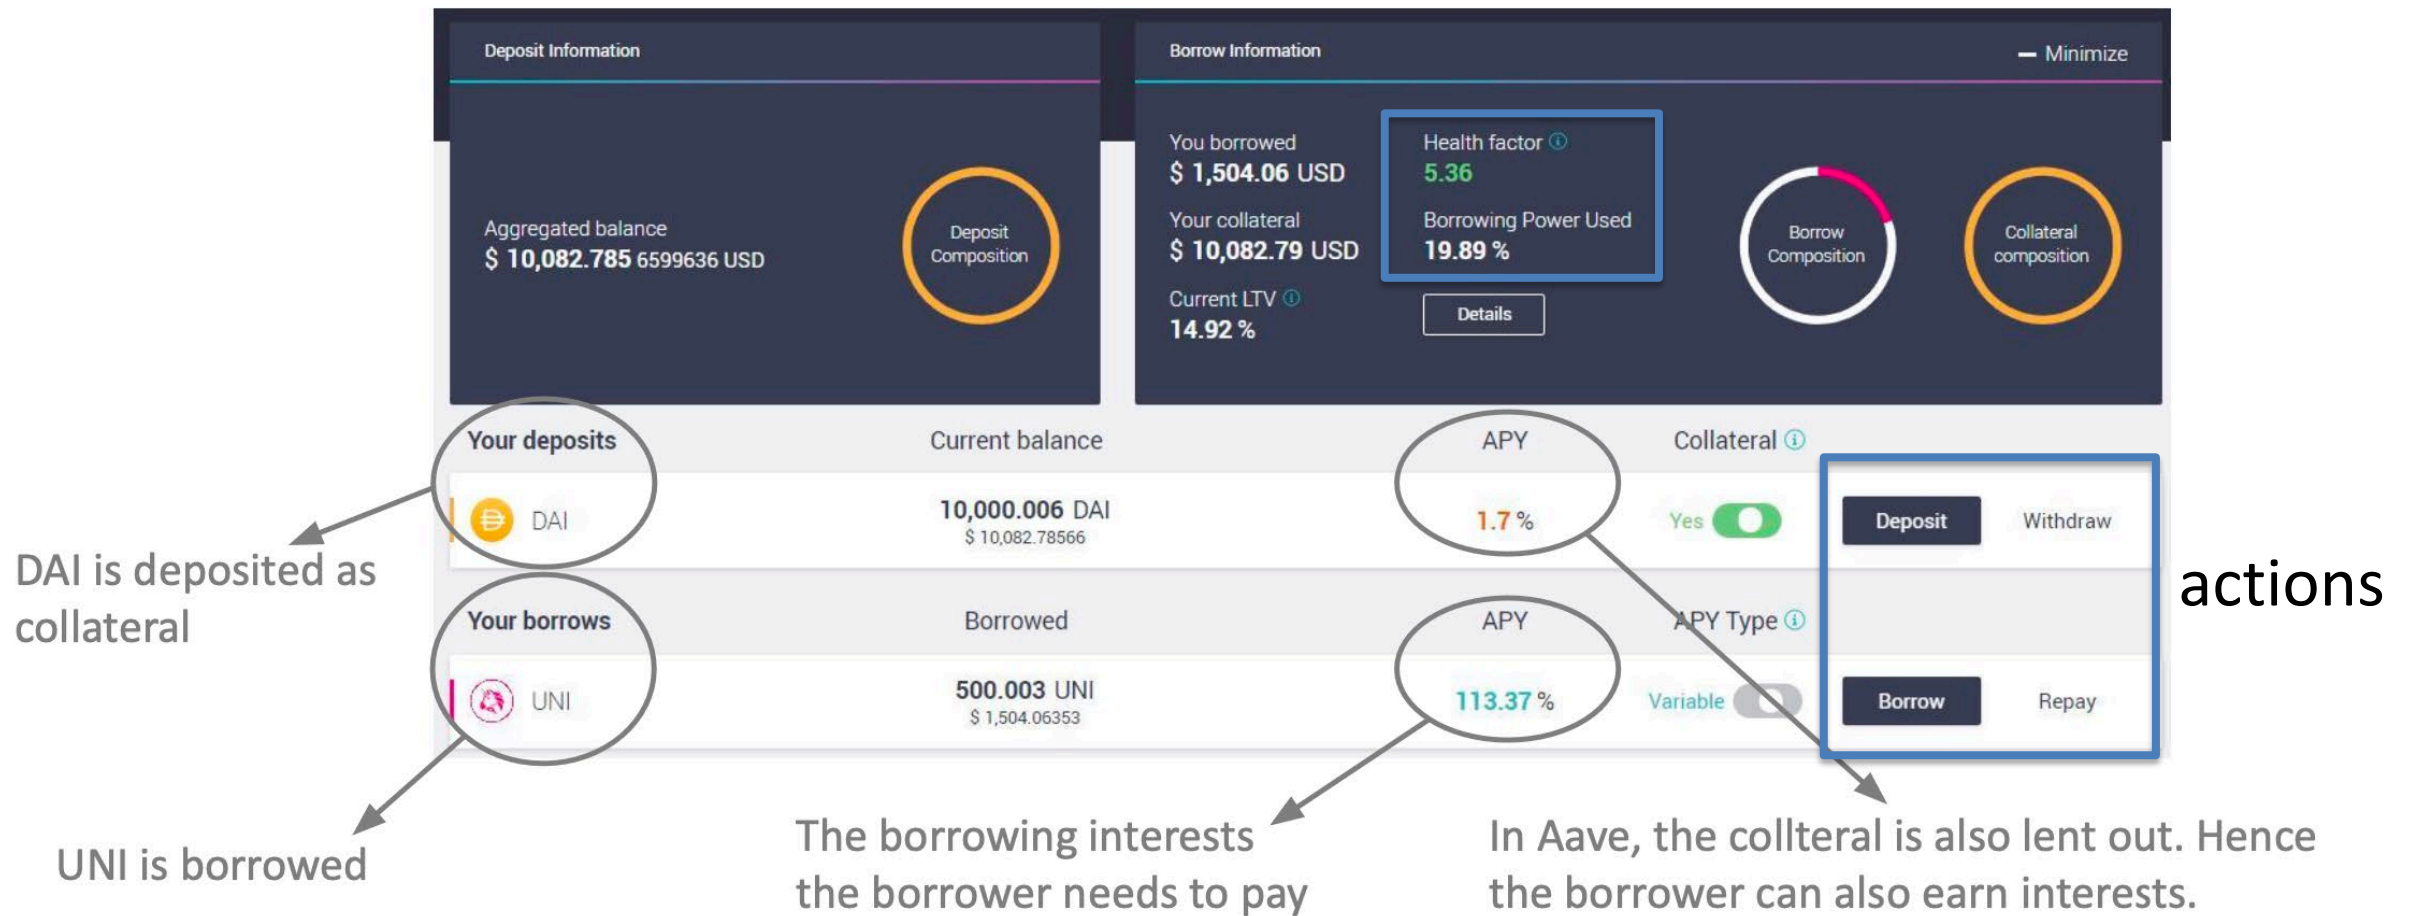 Deposit Information
Aggregated balance
$ 10,082.785 6599636 USD
Deposit
Composition
Borrow Information
— Minimize
You borrowed
$ 1,504.06 USD
Your collateral
$ 10,082.79 USD
Current LTV
14.92 %
Health factor
5.36
Borrowing Power Used
19.89 %
Details
Borrow
Composition
Collateral
composition
Your deposits Current balance APY Collateral
DAI 10,000.006 DAI 1.7 % Yes Deposit Withdraw
$ 10,082.78566
Your borrows Borrowed APY APY Type
UNI 500.003 UNI 113.37 % Variable Borrow Repay
$ 1,504.06353
actions
DAI is deposited as
collateral
UNI is borrowed
The borrowing interests
the borrower needs to pay
In Aave, the collteral is also lent out. Hence
the borrower can also earn interests.